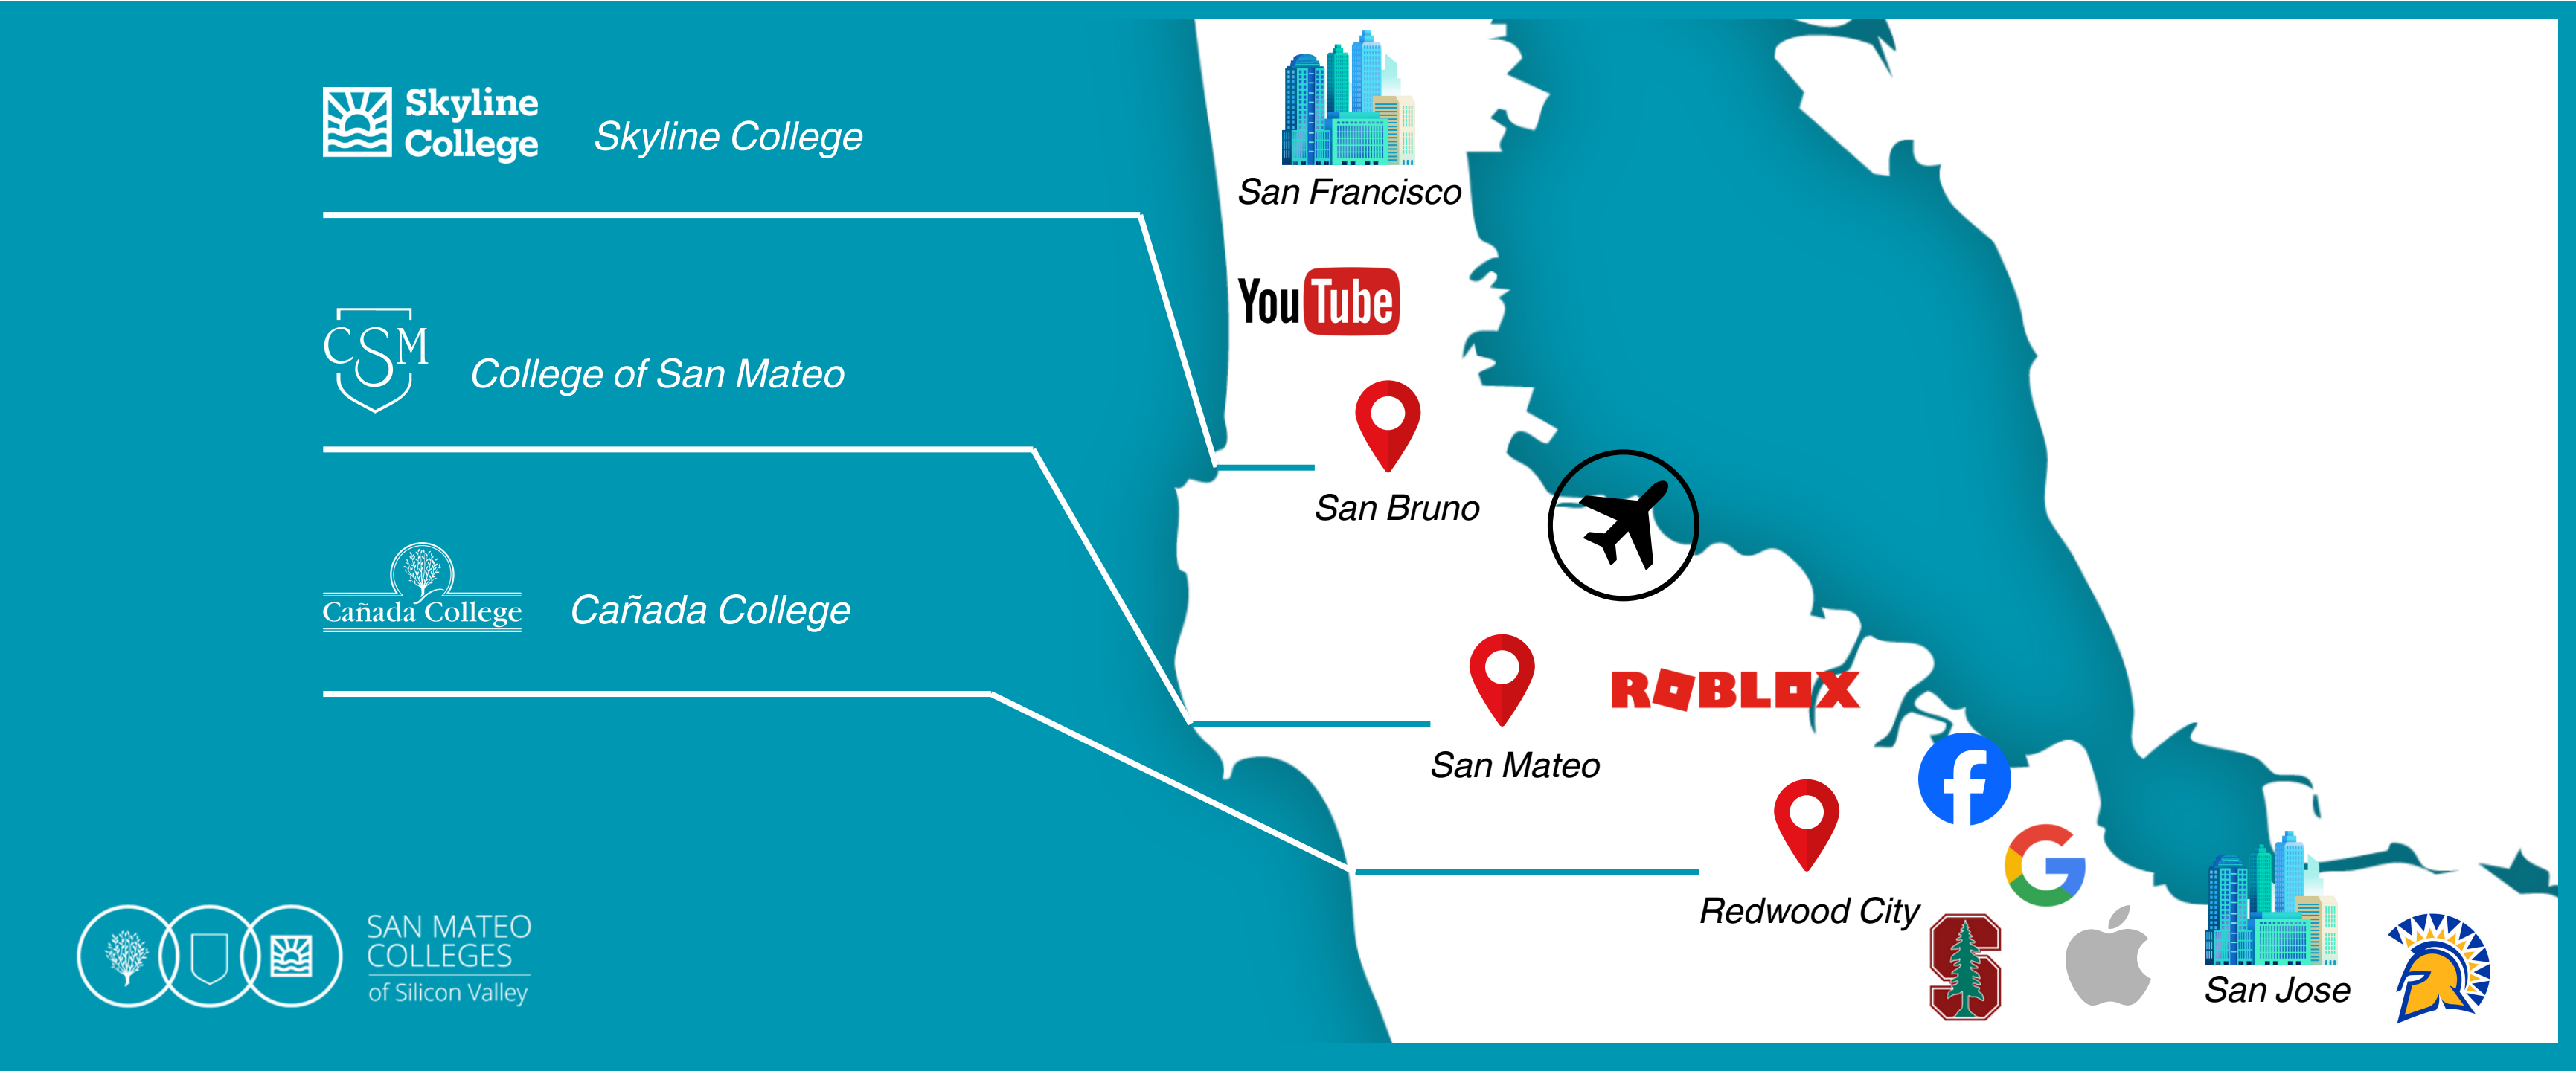 Skyline
College
Skyline College
CSM
College of San Mateo
Cañada College
Cañada College
SAN MATEO
COLLEGES
of Silicon Valley
San Francisco
YouTube
San Bruno
San Mateo
ROBLOX
Redwood City
f
G
S
San Jose